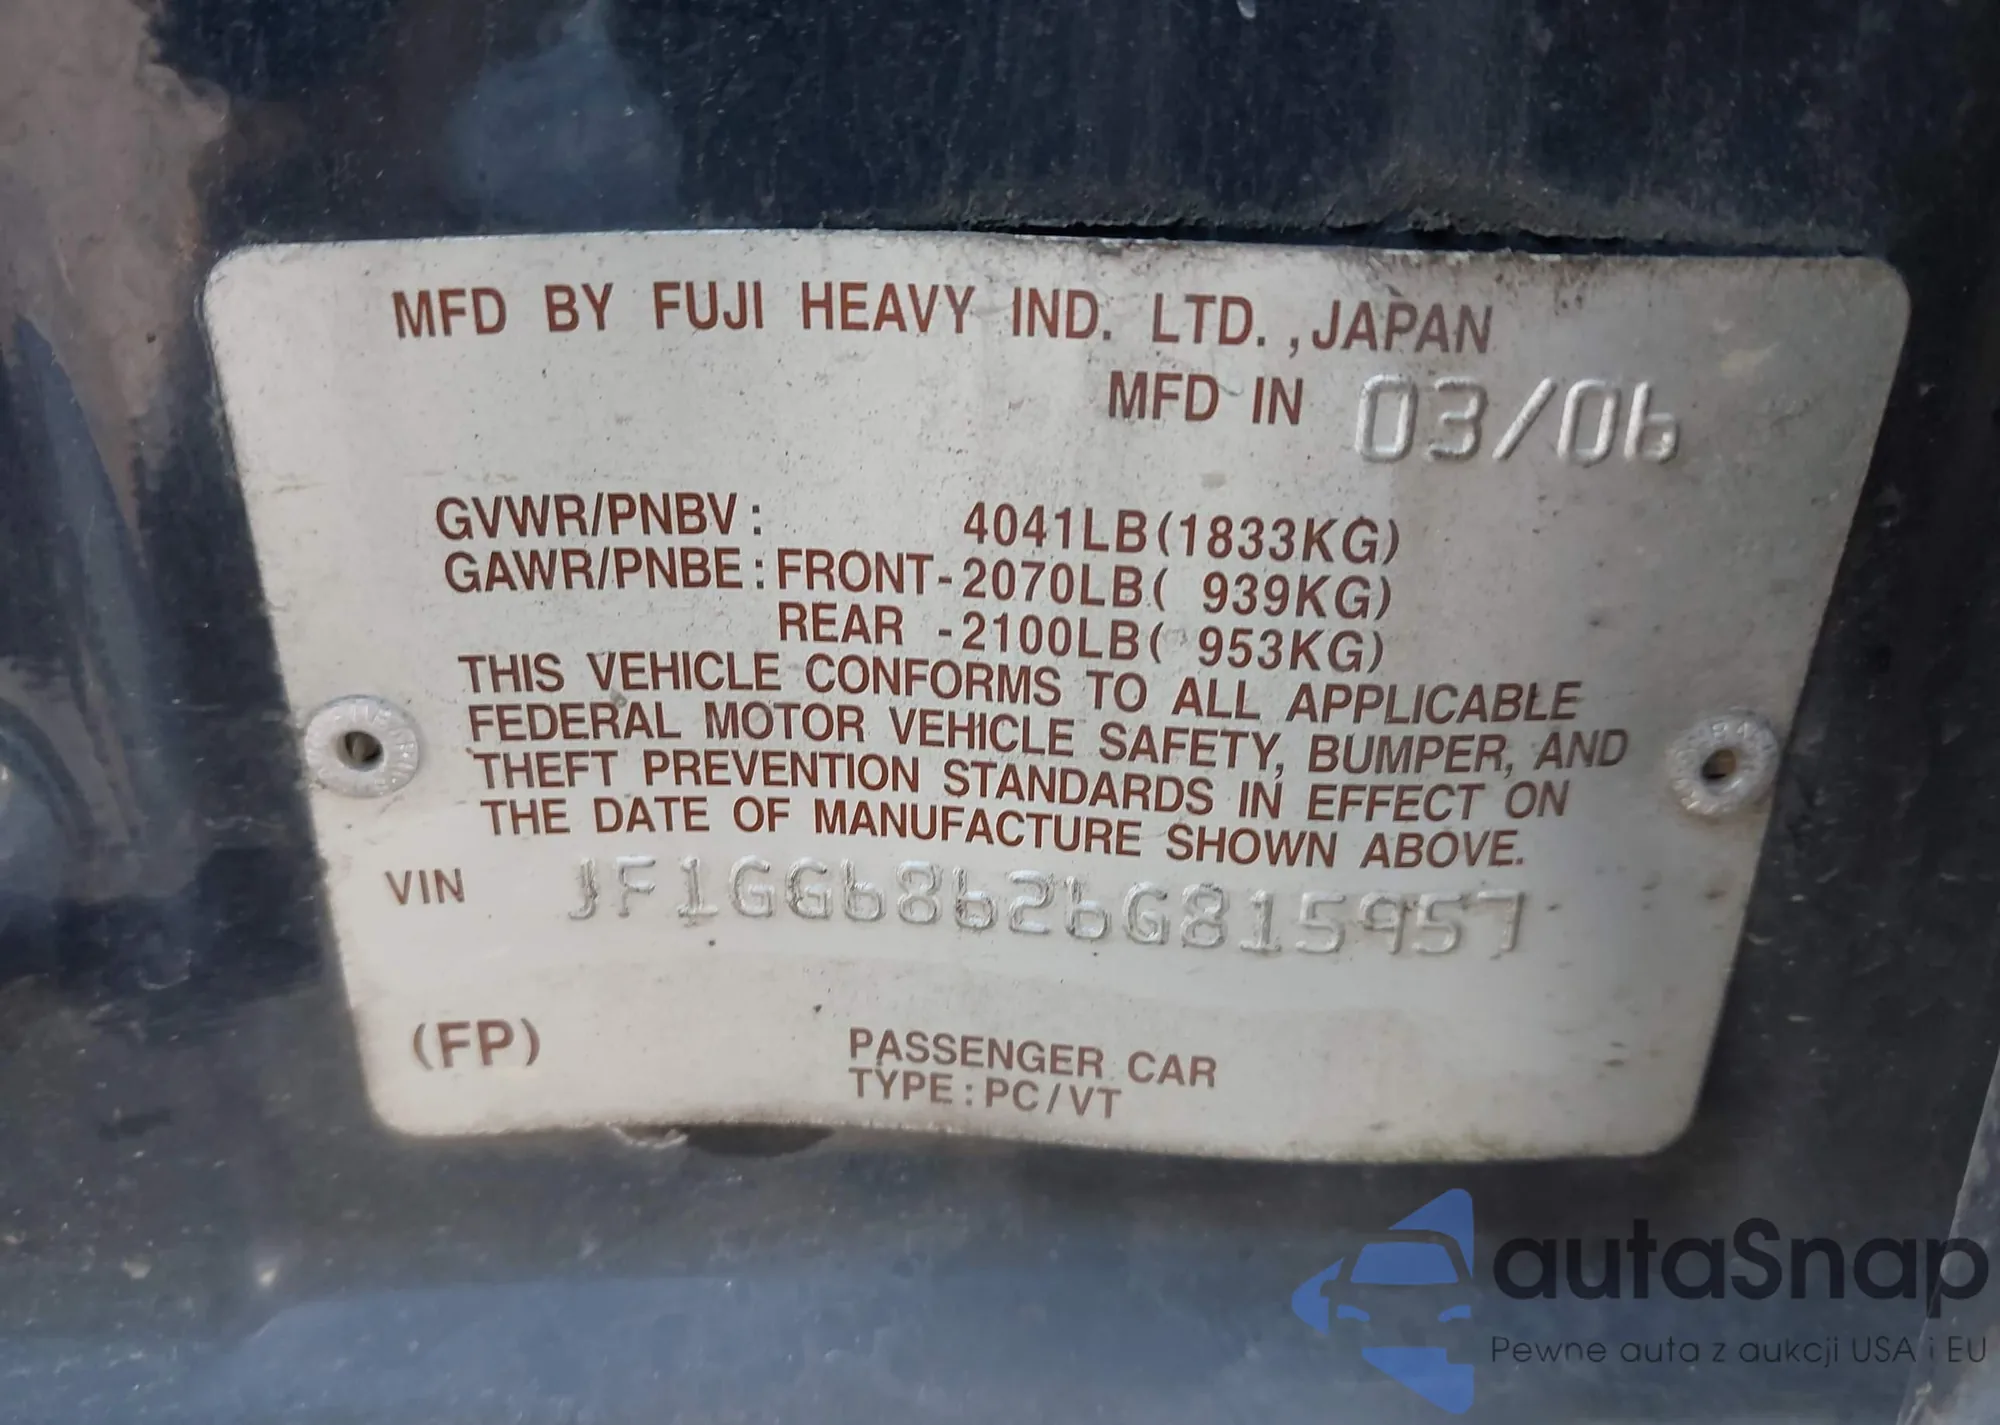 MFD BY FUJI HEAVY IND. LTD. ,JAPAN
MFD IN 03/06
GVWR/PNBV: 4041LB(1833KG)
GAWR/PNBE: FRONT-2070LB( 939KG)
REAR -2100LB( 953KG)
THIS VEHICLE CONFORMS TO ALL APPLICABLE
FEDERAL MOTOR VEHICLE SAFETY, BUMPER, AND
THEFT PREVENTION STANDARDS IN EFFECT ON
THE DATE OF MANUFACTURE SHOWN ABOVE.
VIN JF1GG68626G815957
(FP) PASSENGER CAR
TYPE: PC/VT
autaSnap
Pewne auta z aukcji USA i EU